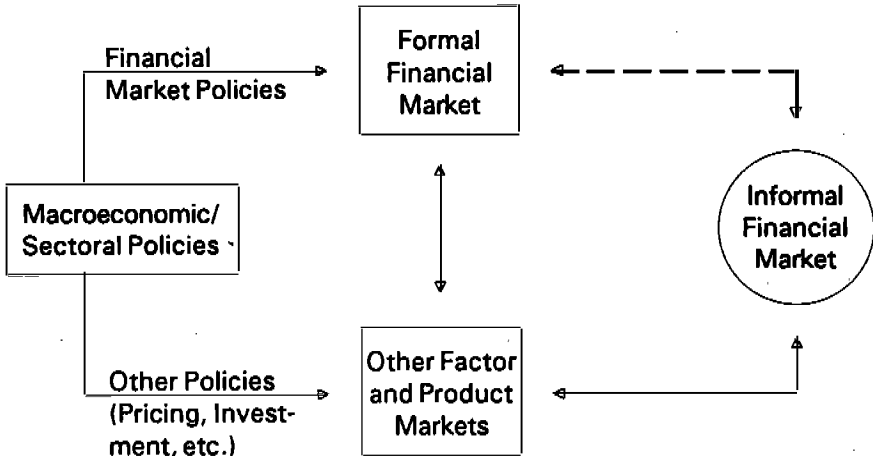 Financial
Market Policies
Formal
Financial
Market
Macroeconomic/
Sectoral Policies
Informal
Financial
Market
Other Policies
(Pricing, Invest-
ment, etc.)
Other Factor
and Product
Markets